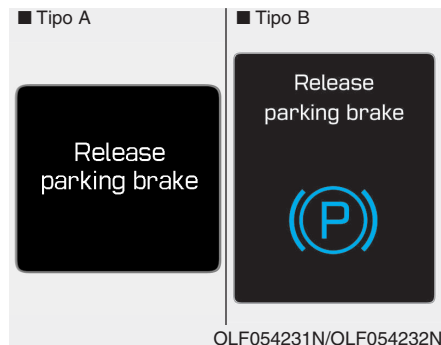 ■ Tipo A
Release
parking brake
■ Tipo B
Release
parking brake
P
OLF054231N/OLF054232N